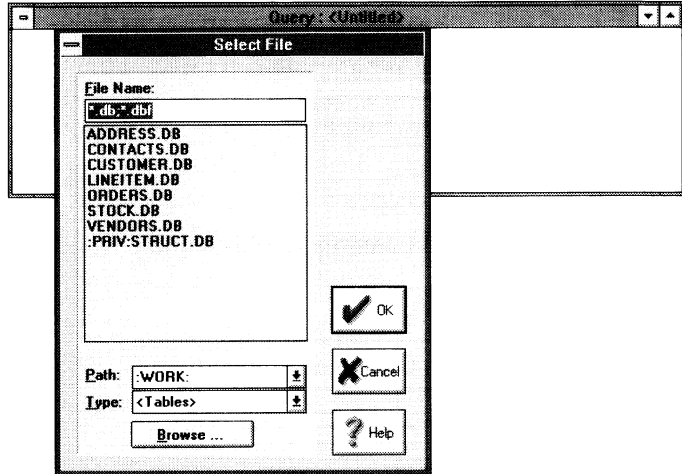 Query : <Untitled>
Select File
File Name:
*.db;*.dbf
ADDRESS.DB
CONTACTS.DB
CUSTOMER.DB
LINEITEM.DB
ORDERS.DB
STOCK.DB
VENDORS.DB
:PRIV:STRUCT.DB
OK
Path: :WORK:
Cancel
Type: <Tables>
Browse ...
Help